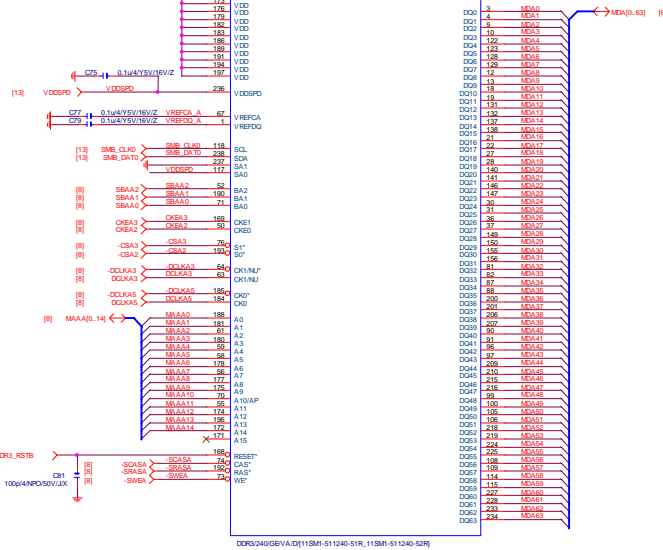 173 VDD
176 VDD
179 VDD
182 VDD
183 VDD
186 VDD
189 VDD
191 VDD
194 VDD
197 VDD
C75 0.1u/4/Y5V/16V/Z
[13] VDDSPD VDDSPD 236 VDDSPD
C77 0.1u/4/Y5V/16V/Z VREFCA_A 67 VREFCA
C79 0.1u/4/Y5V/16V/Z VREFDQ_A 1 VREFDQ
[13] SMB_CLK0 SMB_CLK0 118 SCL
[13] SMB_DAT0 SMB_DAT0 238 SDA
237 SA1
VDDSPD 117 SA0
[8] SBAA2 SBAA2 52 BA2
[8] SBAA1 SBAA1 190 BA1
[8] SBAA0 SBAA0 71 BA0
[8] CKEA3 CKEA3 169 CKE1
[8] CKEA2 CKEA2 50 CKE0
[8] -CSA3 -CSA3 76 S1*
[8] -CSA2 -CSA2 193 S0*
[8] -DCLKA3 -DCLKA3 64 CK1/NU*
[8] DCLKA3 DCLKA3 63 CK1/NU
[8] -DCLKA5 -DCLKA5 185 CK0*
[8] DCLKA5 DCLKA5 184 CK0
[8] MAAA[0..14]
MAAA0 188 A0
MAAA1 181 A1
MAAA2 61 A2
MAAA3 180 A3
MAAA4 59 A4
MAAA5 58 A5
MAAA6 178 A6
MAAA7 56 A7
MAAA8 177 A8
MAAA9 175 A9
MAAA10 70 A10/AP
MAAA11 55 A11
MAAA12 174 A12
MAAA13 196 A13
MAAA14 172 A14
171 A15
DR3_RSTB 168 RESET*
[8] -SCASA -SCASA 74 CAS*
[8] -SRASA -SRASA 192 RAS*
[8] -SWEA -SWEA 73 WE*
C81
100p/4/NPO/50V/J/X
DQ0 3 MDA0
DQ1 4 MDA1
DQ2 9 MDA2
DQ3 10 MDA3
DQ4 122 MDA4
DQ5 123 MDA5
DQ6 128 MDA6
DQ7 129 MDA7
DQ8 12 MDA8
DQ9 13 MDA9
DQ10 18 MDA10
DQ11 19 MDA11
DQ12 131 MDA12
DQ13 132 MDA13
DQ14 137 MDA14
DQ15 138 MDA15
DQ16 21 MDA16
DQ17 22 MDA17
DQ18 27 MDA18
DQ19 28 MDA19
DQ20 140 MDA20
DQ21 141 MDA21
DQ22 146 MDA22
DQ23 147 MDA23
DQ24 30 MDA24
DQ25 31 MDA25
DQ26 36 MDA26
DQ27 37 MDA27
DQ28 149 MDA28
DQ29 150 MDA29
DQ30 155 MDA30
DQ31 156 MDA31
DQ32 81 MDA32
DQ33 82 MDA33
DQ34 87 MDA34
DQ35 88 MDA35
DQ36 200 MDA36
DQ37 201 MDA37
DQ38 206 MDA38
DQ39 207 MDA39
DQ40 90 MDA40
DQ41 91 MDA41
DQ42 96 MDA42
DQ43 97 MDA43
DQ44 209 MDA44
DQ45 210 MDA45
DQ46 215 MDA46
DQ47 216 MDA47
DQ48 99 MDA48
DQ49 100 MDA49
DQ50 105 MDA50
DQ51 106 MDA51
DQ52 218 MDA52
DQ53 219 MDA53
DQ54 224 MDA54
DQ55 225 MDA55
DQ56 108 MDA56
DQ57 109 MDA57
DQ58 114 MDA58
DQ59 115 MDA59
DQ60 227 MDA60
DQ61 228 MDA61
DQ62 233 MDA62
DQ63 234 MDA63
MDA[0..63] [8
DDR3/240/GE/VA/D/[11SM1-511240-51R_11SM1-511240-52R]